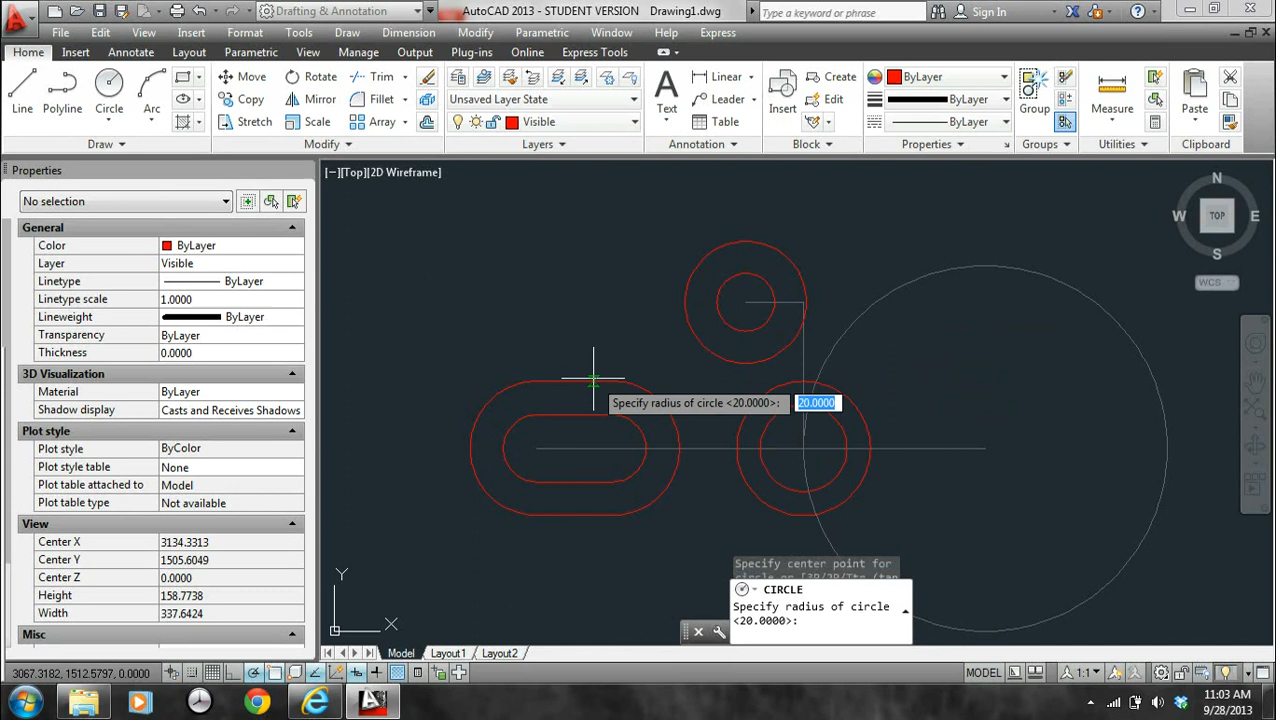 Drafting & Annotation
AutoCAD 2013 - STUDENT VERSION Drawing1.dwg
Type a keyword or phrase
Sign In
File Edit View Insert Format Tools Draw Dimension Modify Parametric Window Help Express
Home Insert Annotate Layout Parametric View Manage Output Plug-ins Online Express Tools
Line Polyline Circle Arc
Move Rotate Trim
Copy Mirror Fillet
Stretch Scale Array
Unsaved Layer State
Visible
Text
Linear
Leader
Table
Insert
Create
Edit
ByLayer
ByLayer
ByLayer
Group
Measure
Paste
Draw Modify Layers Annotation Block Properties Groups Utilities Clipboard
Properties
No selection
General
Color ByLayer
Layer Visible
Linetype ByLayer
Linetype scale 1.0000
Lineweight ByLayer
Transparency ByLayer
Thickness 0.0000
3D Visualization
Material ByLayer
Shadow display Casts and Receives Shadows
Plot style
Plot style ByColor
Plot style table None
Plot table attached to Model
Plot table type Not available
View
Center X 3134.3313
Center Y 1505.6049
Center Z 0.0000
Height 158.7738
Width 337.6424
Misc
[−][Top][2D Wireframe]
N
W TOP E
S
WCS
Specify radius of circle <20.0000>: 20.0000
Y
X
Specify center point for
circle or [3P/2P/Ttr (tan
CIRCLE
Specify radius of circle
<20.0000>:
Model Layout1 Layout2
3067.3182, 1512.5797, 0.0000
MODEL
1:1
11:03 AM
9/28/2013